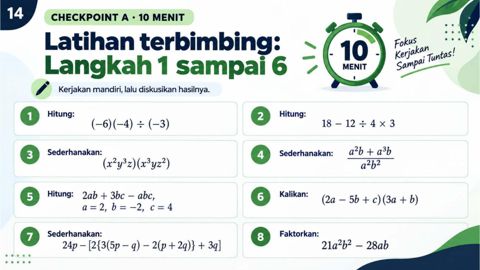 14
CHECKPOINT A · 10 MENIT
Latihan terbimbing:
Langkah 1 sampai 6
Kerjakan mandiri, lalu diskusikan hasilnya.
10
MENIT
Fokus
Kerjakan
Sampai Tuntas!
1 Hitung:
(−6)(−4) ÷ (−3)
2 Hitung:
18 − 12 ÷ 4 × 3
3 Sederhanakan:
(x²y³z)(x³yz²)
4 Sederhanakan: (a²b + a³b)/(a²b²)
5 Hitung: 2ab + 3bc − abc,
a = 2, b = −2, c = 4
6 Kalikan: (2a − 5b + c)(3a + b)
7 Sederhanakan:
24p − [2{3(5p − q) − 2(p + 2q)} + 3q]
8 Faktorkan:
21a²b² − 28ab